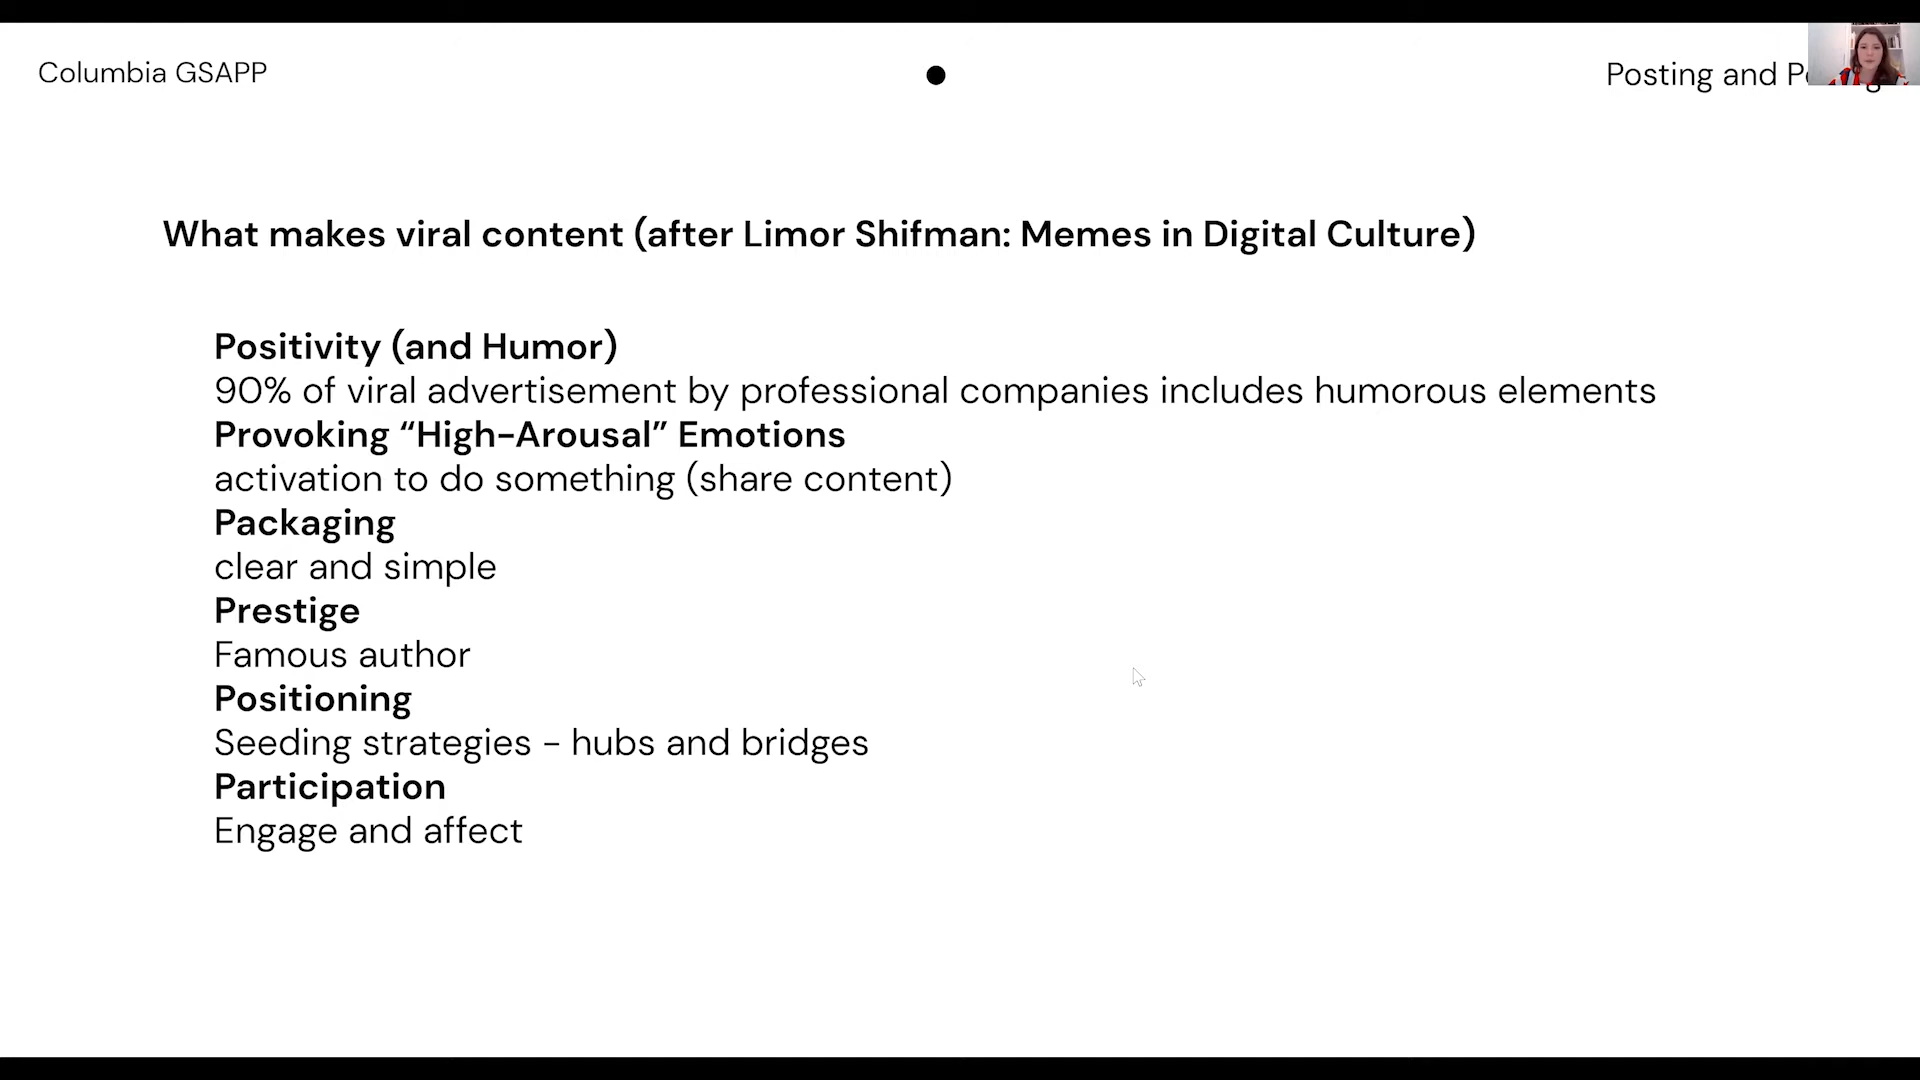 Columbia GSAPP
Posting and
What makes viral content (after Limor Shifman: Memes in Digital Culture)
Positivity (and Humor)
90% of viral advertisement by professional companies includes humorous elements
Provoking “High-Arousal” Emotions
activation to do something (share content)
Packaging
clear and simple
Prestige
Famous author
Positioning
Seeding strategies - hubs and bridges
Participation
Engage and affect